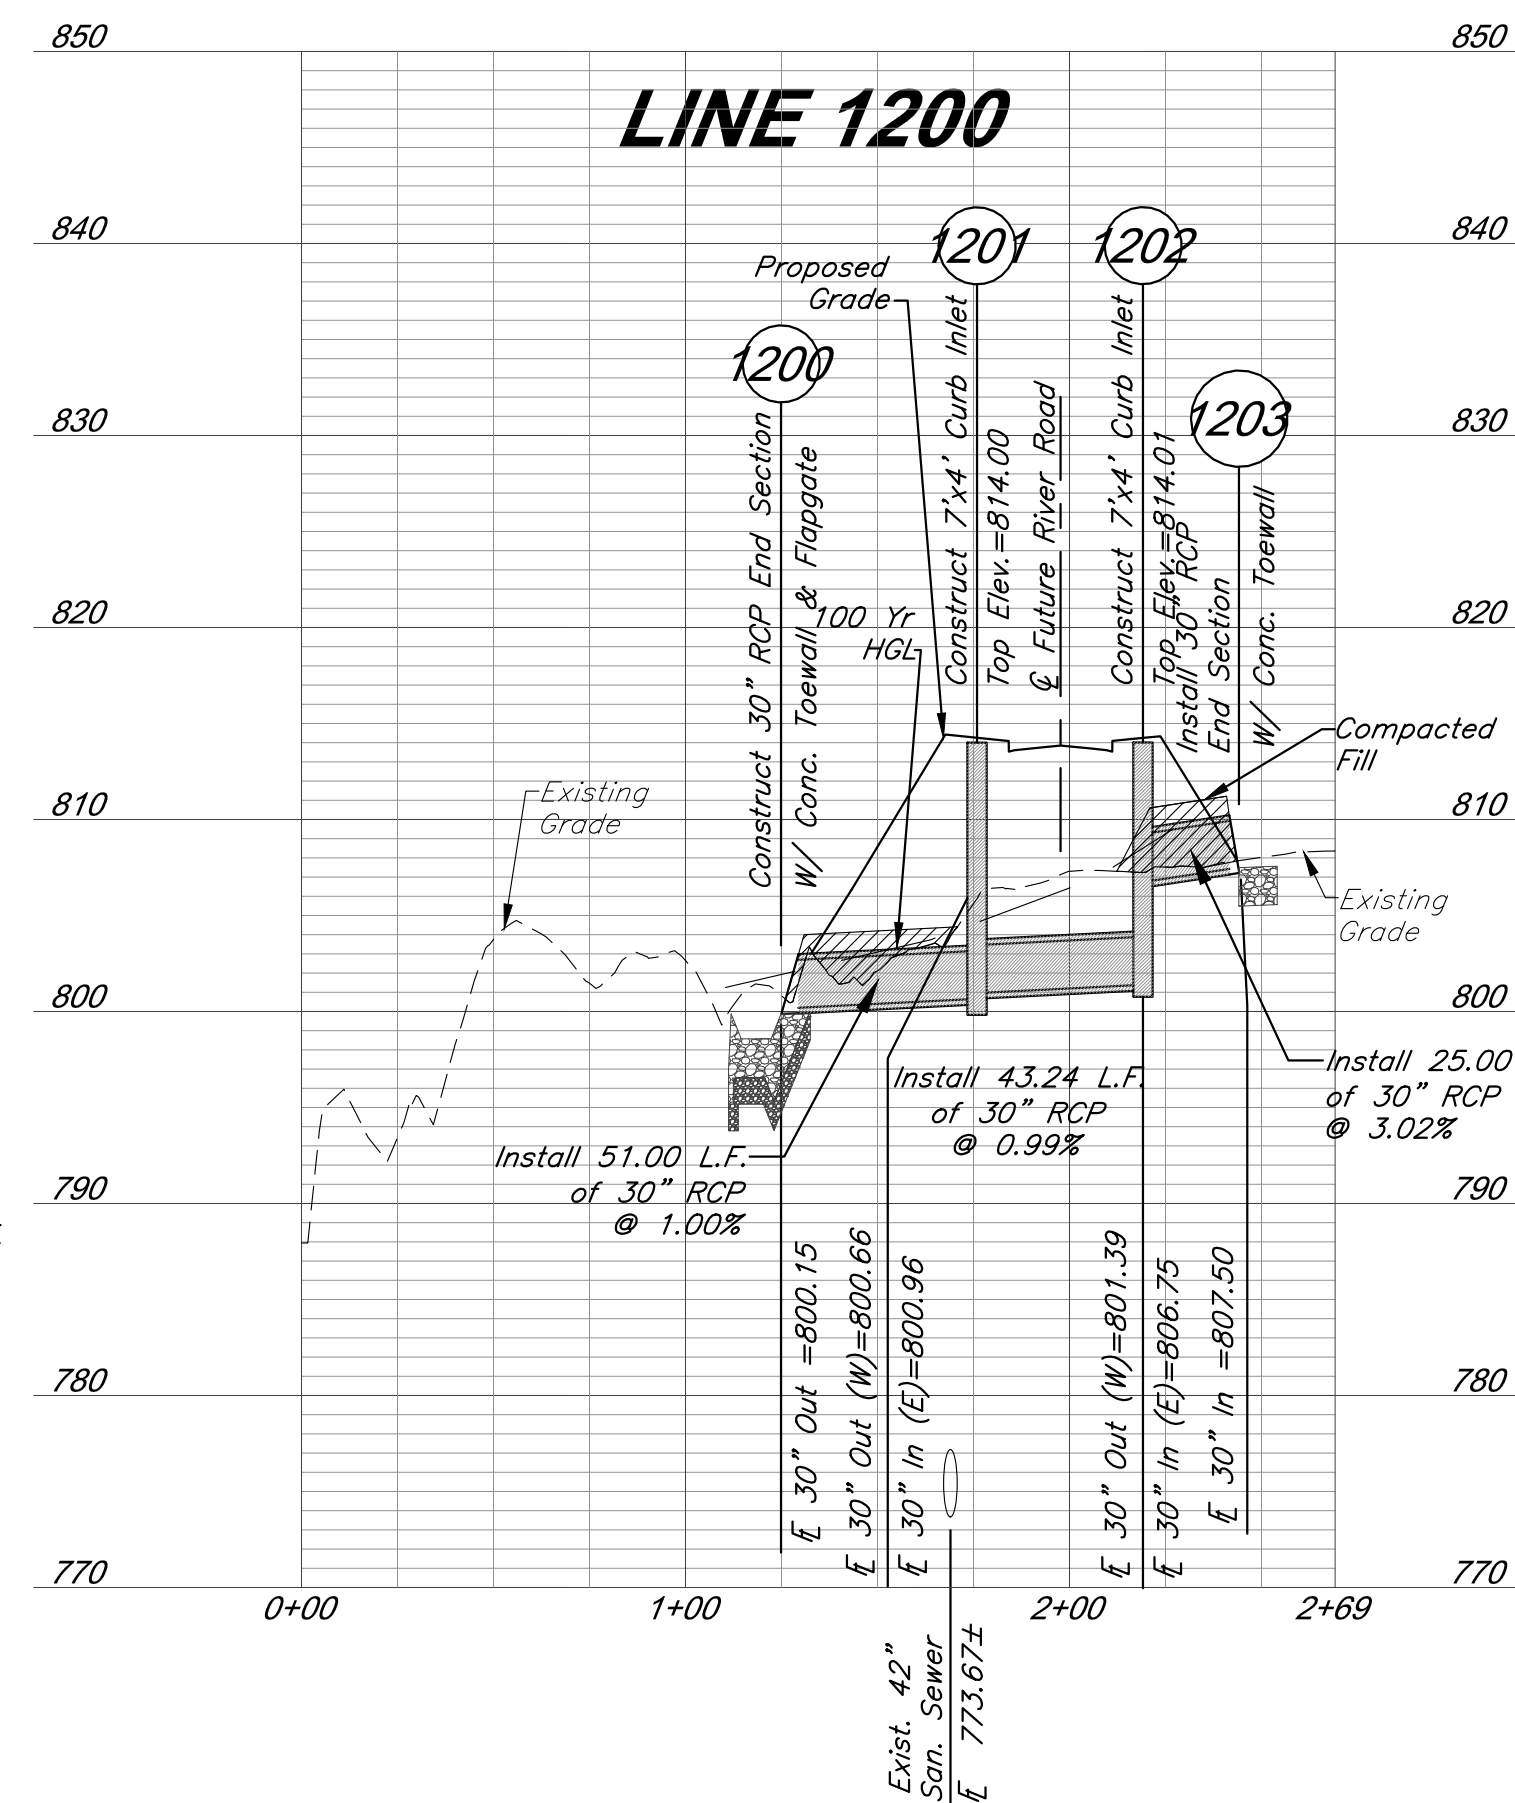 850
850
LINE 1200
840
840
1201
1202
Proposed
Grade
1200
1203
830
830
Construct 30" RCP End Section
W/ Conc. Toewall & Flapgate
Construct 7'x4' Curb Inlet
Top Elev.=814.00
℄ Future River Road
Construct 7'x4' Curb Inlet
Top Elev.=814.01
Install 30" RCP
End Section
W/ Conc. Toewall
820
820
100 Yr
HGL
Compacted
Fill
Existing
Grade
810
810
Existing
Grade
800
800
Install 43.24 L.F.
of 30" RCP
@ 0.99%
Install 25.00
of 30" RCP
@ 3.02%
Install 51.00 L.F.
of 30" RCP
@ 1.00%
790
790
FL 30" Out =800.15
FL 30" Out (W)=800.66
FL 30" In (E)=800.96
FL 30" Out (W)=801.39
FL 30" In (E)=806.75
FL 30" In =807.50
780
780
770
770
0+00
1+00
2+00
2+69
Exist. 42"
San. Sewer
FL 773.67±